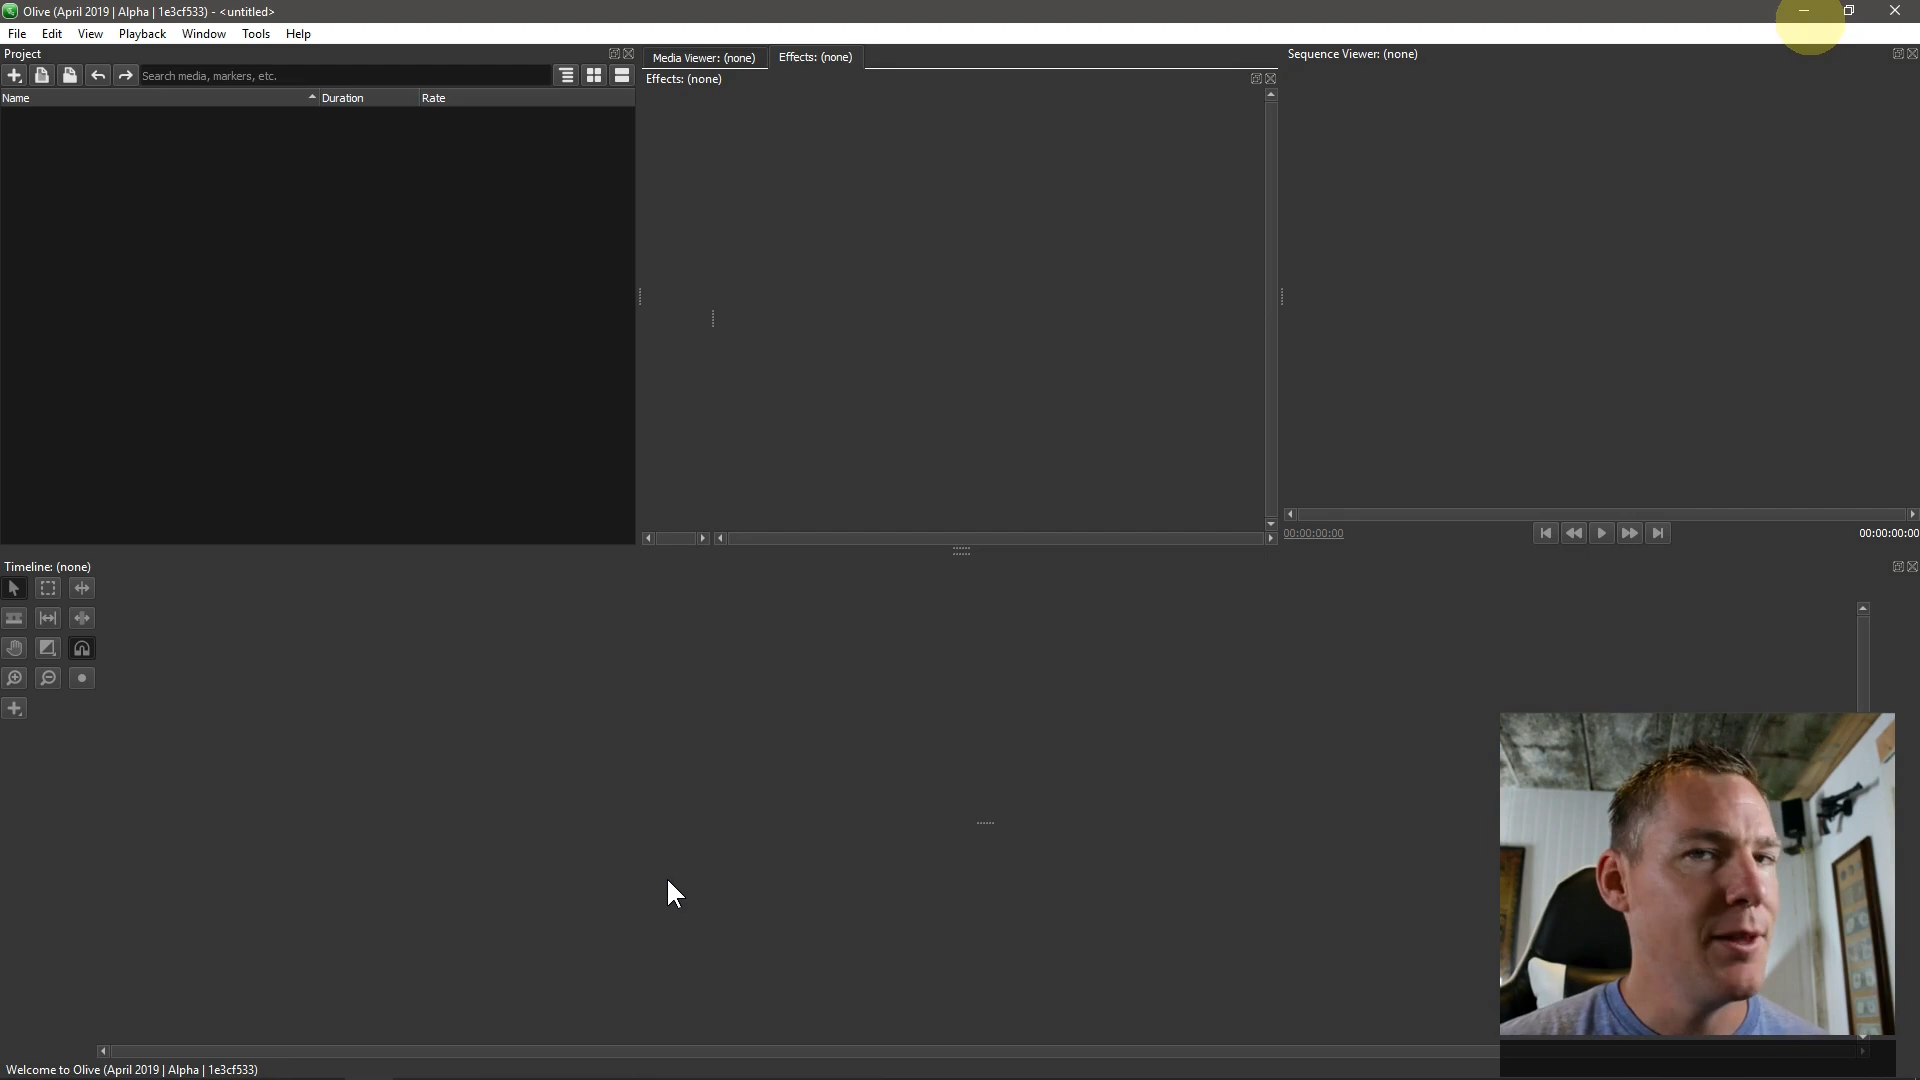 Olive (April 2019 | Alpha | 1e3cf533) - <untitled>
File Edit View Playback Window Tools Help
Project
Search media, markers, etc.
Name Duration Rate
Media Viewer: (none) Effects: (none)
Effects: (none)
Sequence Viewer: (none)
00:00:00:00
00:00:00:00
Timeline: (none)
Welcome to Olive (April 2019 | Alpha | 1e3cf533)